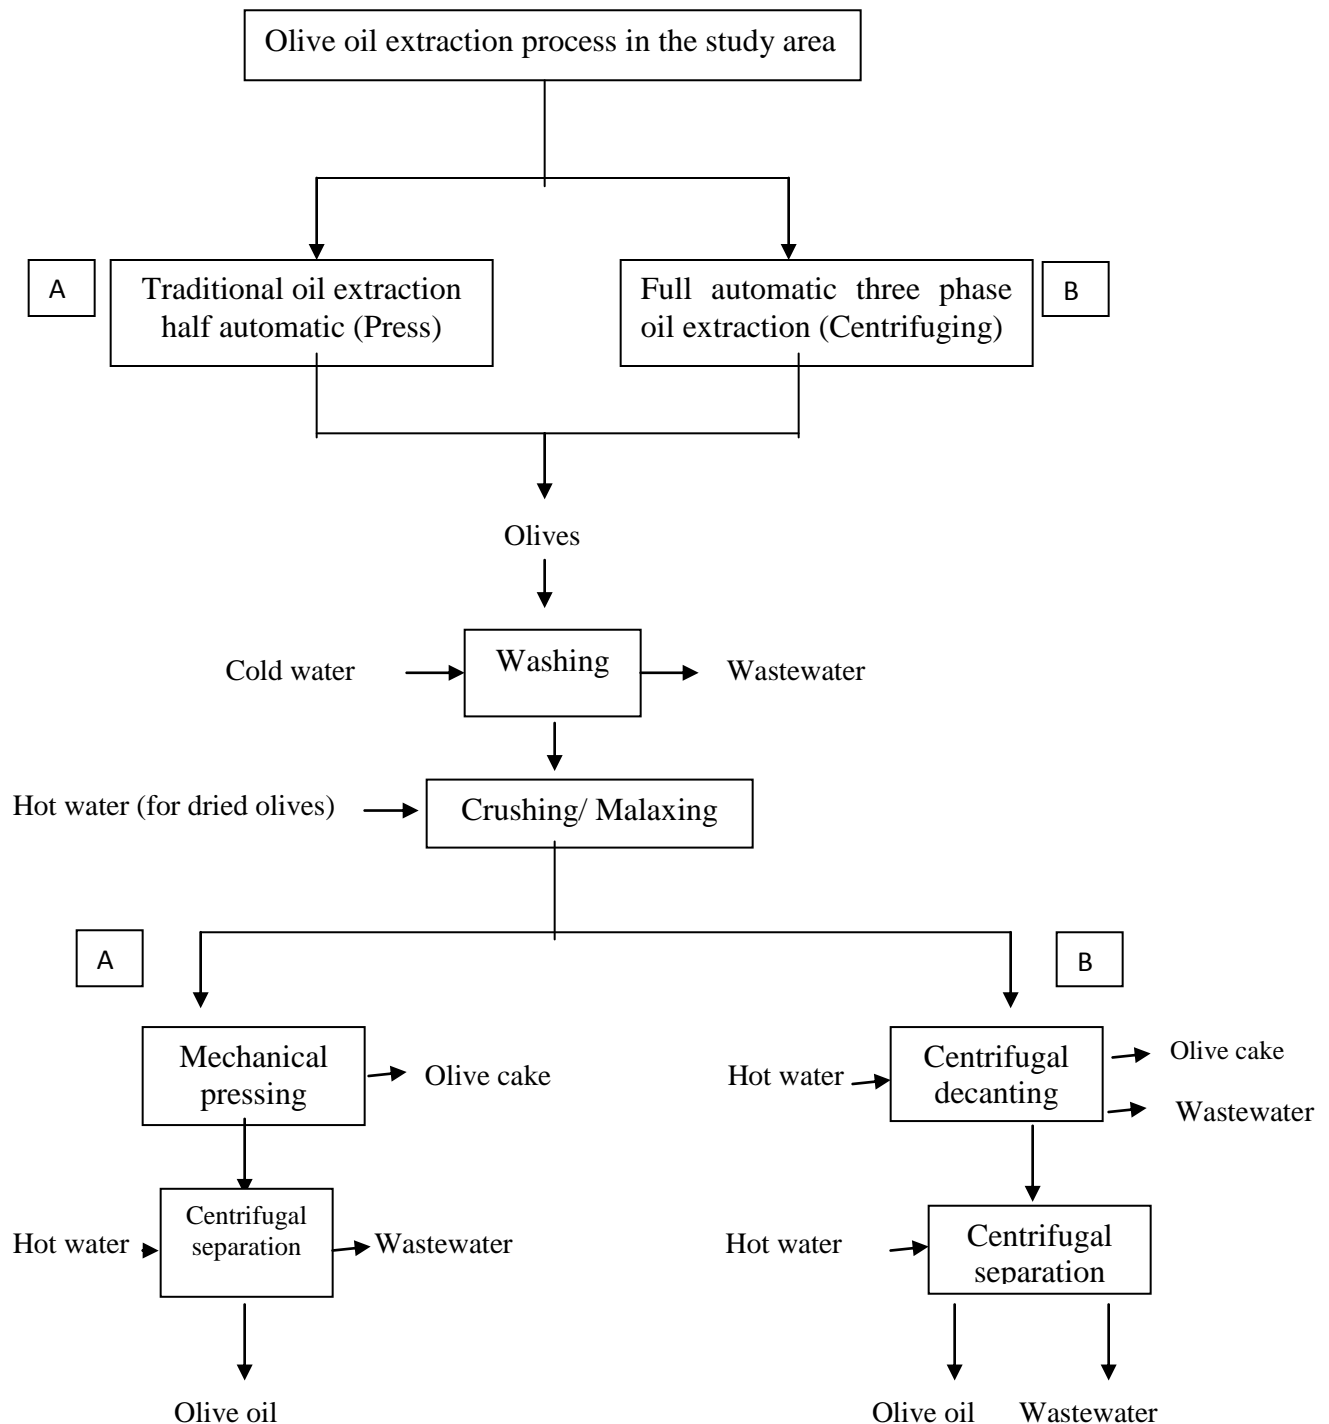 Olive oil extraction process in the study area
A
Traditional oil extraction
half automatic (Press)
Full automatic three phase
oil extraction (Centrifuging)
B
Olives
Cold water
Washing
Wastewater
Hot water (for dried olives)
Crushing/ Malaxing
A
B
Mechanical
pressing
Olive cake
Hot water
Centrifugal
decanting
Olive cake
Wastewater
Hot water
Centrifugal
separation
Wastewater
Hot water
Centrifugal
separation
Olive oil
Olive oil
Wastewater